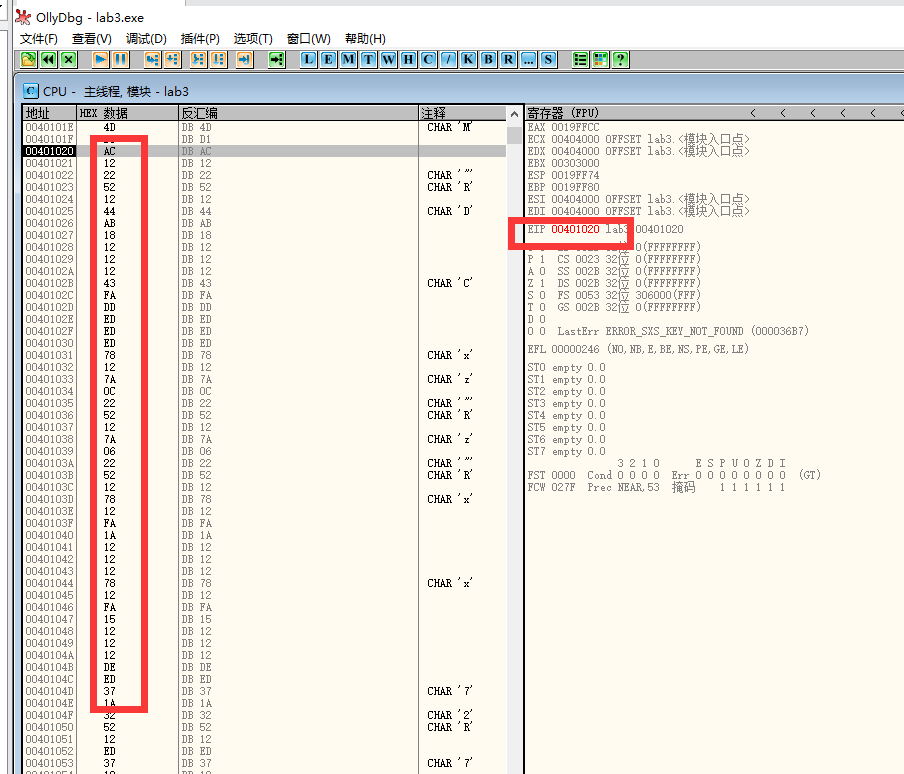 OllyDbg - lab3.exe
文件(F) 查看(V) 调试(D) 插件(P) 选项(T) 窗口(W) 帮助(H)
L E M T W H C / K B R ... S ?
C CPU - 主线程, 模块 - lab3
地址 HEX 数据 反汇编 注释 寄存器 (FPU) < < < < < <
0040101E 4D DB 4D CHAR 'M'
0040101F DB D1
00401020 AC DB AC
00401021 12 DB 12
00401022 22 DB 22 CHAR '"'
00401023 52 DB 52 CHAR 'R'
00401024 12 DB 12
00401025 44 DB 44 CHAR 'D'
00401026 AB DB AB
00401027 18 DB 18
00401028 12 DB 12
00401029 12 DB 12
0040102A 12 DB 12
0040102B 43 DB 43 CHAR 'C'
0040102C FA DB FA
0040102D DD DB DD
0040102E ED DB ED
0040102F ED DB ED
00401030 ED DB ED
00401031 78 DB 78 CHAR 'x'
00401032 12 DB 12
00401033 7A DB 7A CHAR 'z'
00401034 0C DB 0C
00401035 22 DB 22 CHAR '"'
00401036 52 DB 52 CHAR 'R'
00401037 12 DB 12
00401038 7A DB 7A CHAR 'z'
00401039 06 DB 06
0040103A 22 DB 22 CHAR '"'
0040103B 52 DB 52 CHAR 'R'
0040103C 12 DB 12
0040103D 78 DB 78 CHAR 'x'
0040103E 12 DB 12
0040103F FA DB FA
00401040 1A DB 1A
00401041 12 DB 12
00401042 12 DB 12
00401043 12 DB 12
00401044 78 DB 78 CHAR 'x'
00401045 12 DB 12
00401046 FA DB FA
00401047 15 DB 15
00401048 12 DB 12
00401049 12 DB 12
0040104A 12 DB 12
0040104B DE DB DE
0040104C ED DB ED
0040104D 37 DB 37 CHAR '7'
0040104E 1A DB 1A
0040104F 32 DB 32 CHAR '2'
00401050 52 DB 52 CHAR 'R'
00401051 12 DB 12
00401052 ED DB ED
00401053 37 DB 37 CHAR '7'
EAX 0019FFCC
ECX 00404000 OFFSET lab3.<模块入口点>
EDX 00404000 OFFSET lab3.<模块入口点>
EBX 00303000
ESP 0019FF74
EBP 0019FF80
ESI 00404000 OFFSET lab3.<模块入口点>
EDI 00404000 OFFSET lab3.<模块入口点>
EIP 00401020 lab3.00401020
0(FFFFFFFF)
P 1 CS 0023 32位 0(FFFFFFFF)
A 0 SS 002B 32位 0(FFFFFFFF)
Z 1 DS 002B 32位 0(FFFFFFFF)
S 0 FS 0053 32位 306000(FFF)
T 0 GS 002B 32位 0(FFFFFFFF)
D 0
O 0 LastErr ERROR_SXS_KEY_NOT_FOUND (000036B7)
EFL 00000246 (NO,NB,E,BE,NS,PE,GE,LE)
ST0 empty 0.0
ST1 empty 0.0
ST2 empty 0.0
ST3 empty 0.0
ST4 empty 0.0
ST5 empty 0.0
ST6 empty 0.0
ST7 empty 0.0
3 2 1 0 E S P U O Z D I
FST 0000 Cond 0 0 0 0 Err 0 0 0 0 0 0 0 0 (GT)
FCW 027F Prec NEAR,53 掩码 1 1 1 1 1 1